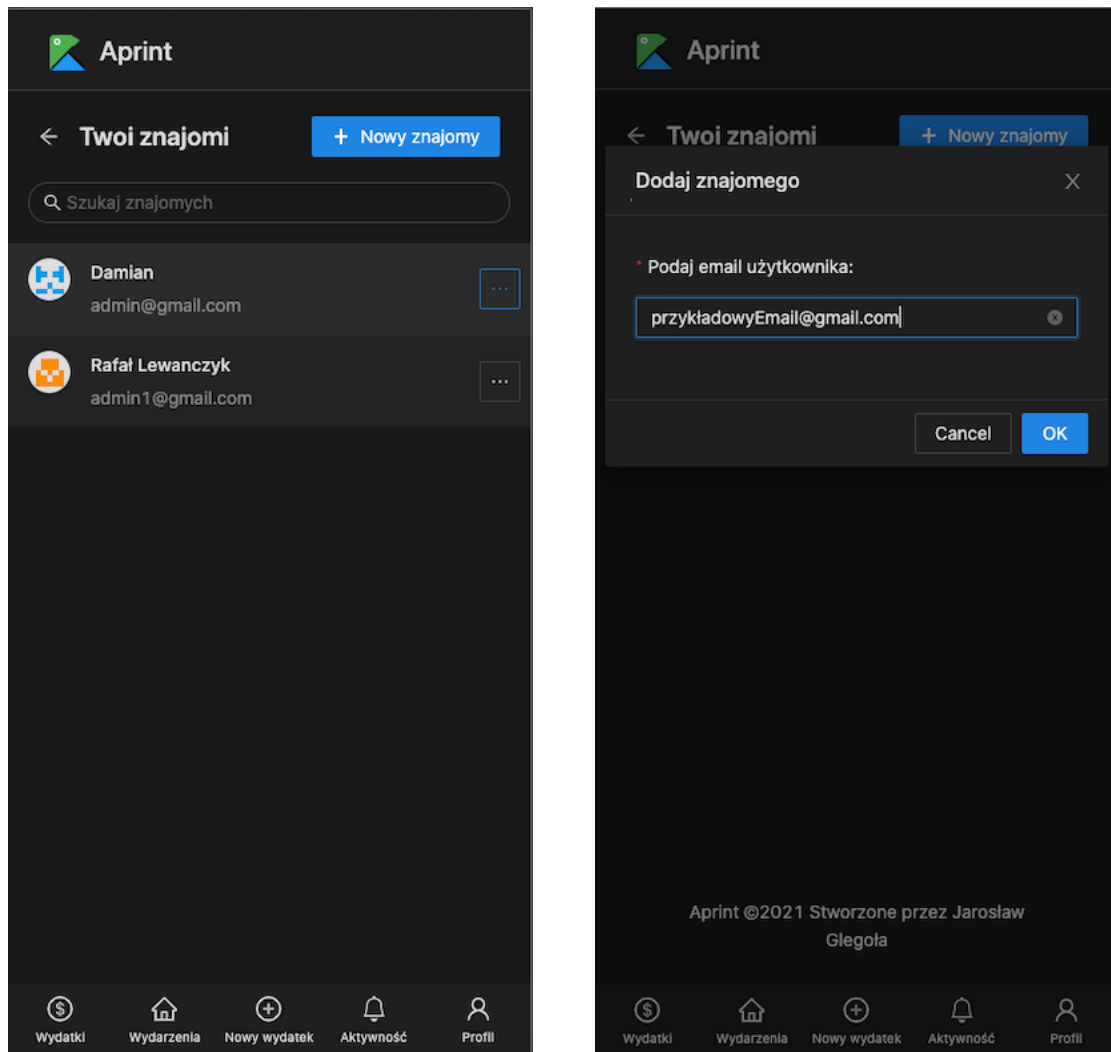 Aprint
Twoi znajomi
+ Nowy znajomy
Szukaj znajomych
Damian
admin@gmail.com
...
Rafał Lewanczyk
admin1@gmail.com
...
Wydatki
Wydarzenia
Nowy wydatek
Aktywność
Profil
Aprint
Twoi znajomi
+ Nowy znajomy
Dodaj znajomego
X
* Podaj email użytkownika:
przykładowyEmail@gmail.com
Cancel
OK
Aprint ©2021 Stworzone przez Jarosław
Glegoła
Wydatki
Wydarzenia
Nowy wydatek
Aktywność
Profil